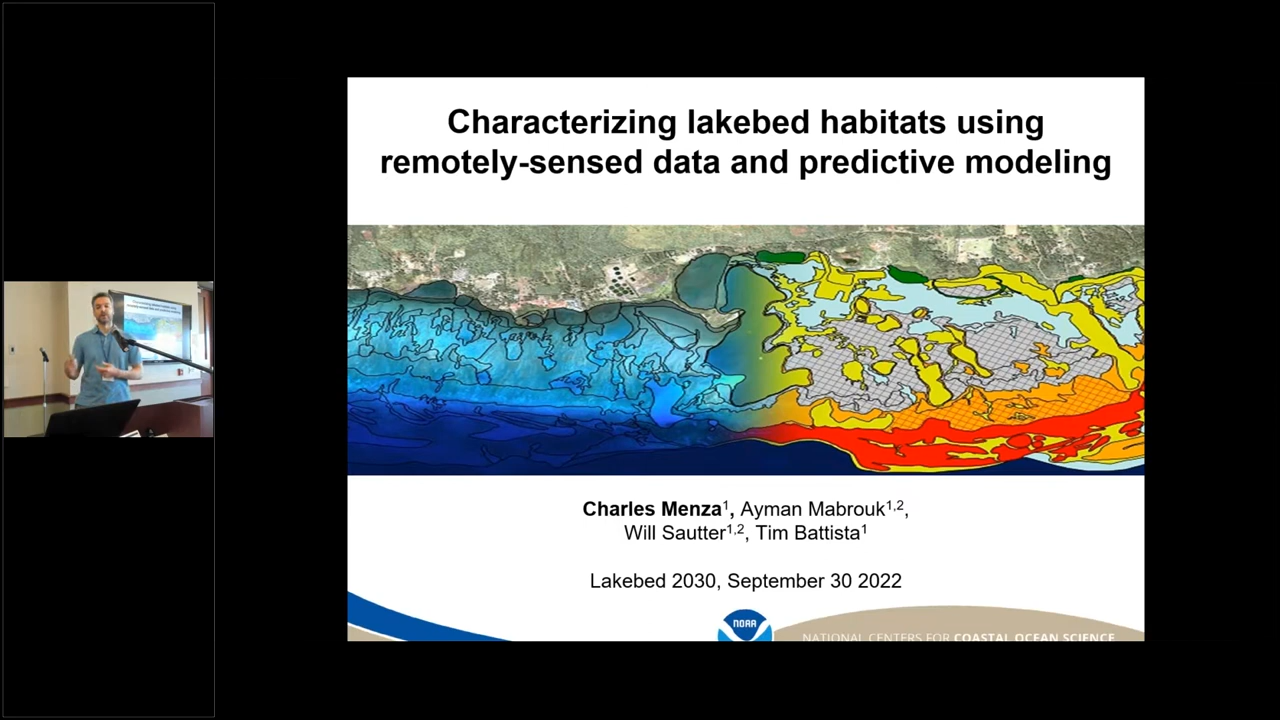 Characterizing lakebed habitats using
remotely-sensed data and predictive modeling
Charles Menza¹, Ayman Mabrouk¹,²,
Will Sautter¹,², Tim Battista¹
Lakebed 2030, September 30 2022
NOAA
NATIONAL CENTERS FOR COASTAL OCEAN SCIENCE